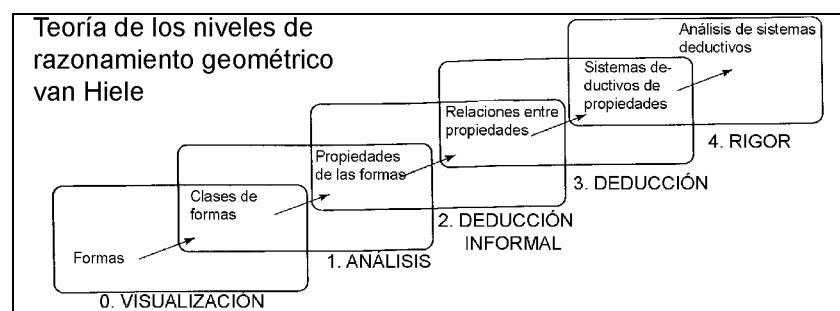 Teoría de los niveles de
razonamiento geométrico
van Hiele
Formas
0. VISUALIZACIÓN
Clases de
formas
1. ANÁLISIS
Propiedades
de las formas
2. DEDUCCIÓN
INFORMAL
Relaciones entre
propiedades
3. DEDUCCIÓN
Sistemas de-
ductivos de
propiedades
4. RIGOR
Análisis de sistemas
deductivos